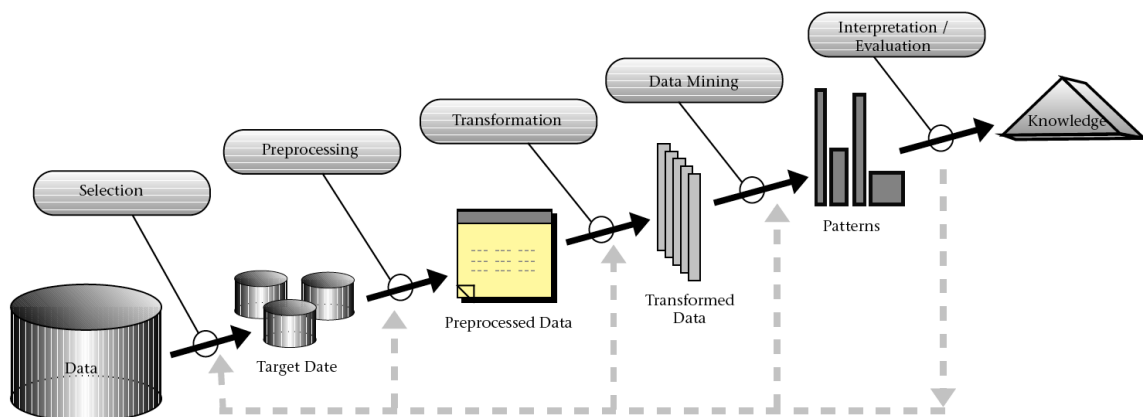 Interpretation /
Evaluation
Data Mining
Transformation
Preprocessing
Selection
Data
Target Date
Preprocessed Data
Transformed
Data
Patterns
Knowledge